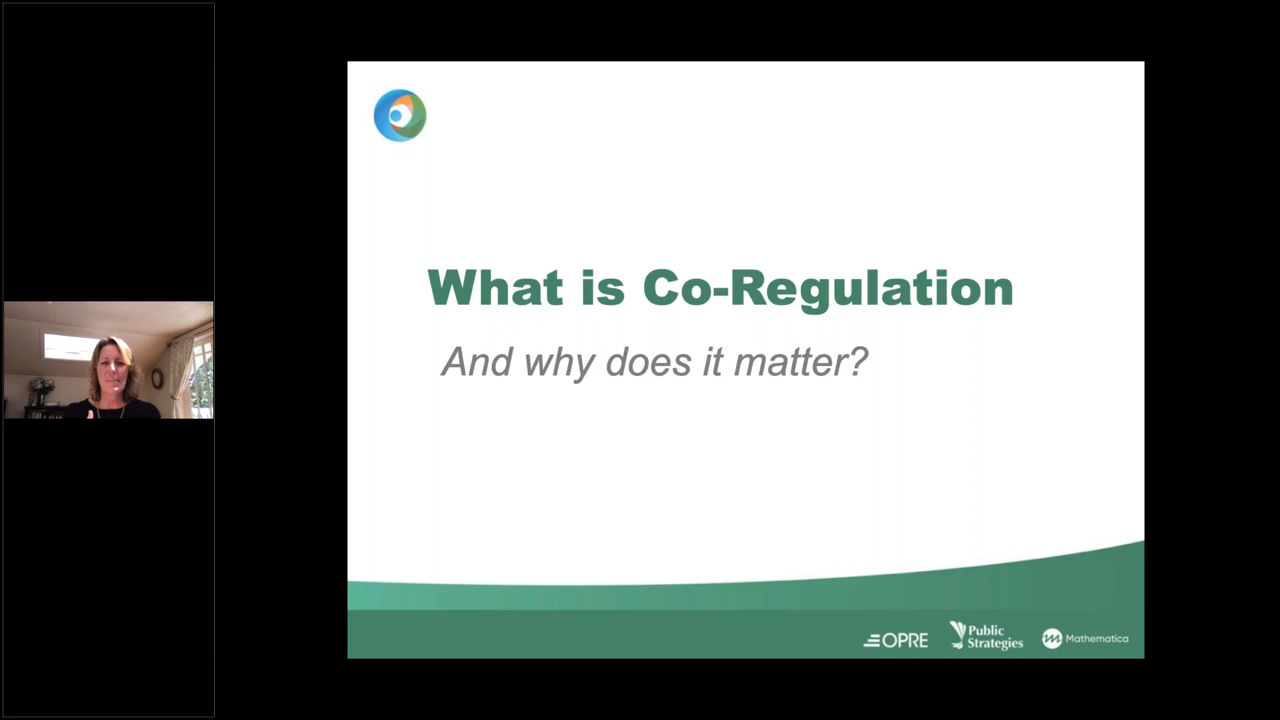 What is Co-Regulation
And why does it matter?
OPRE
Public
Strategies
Mathematica